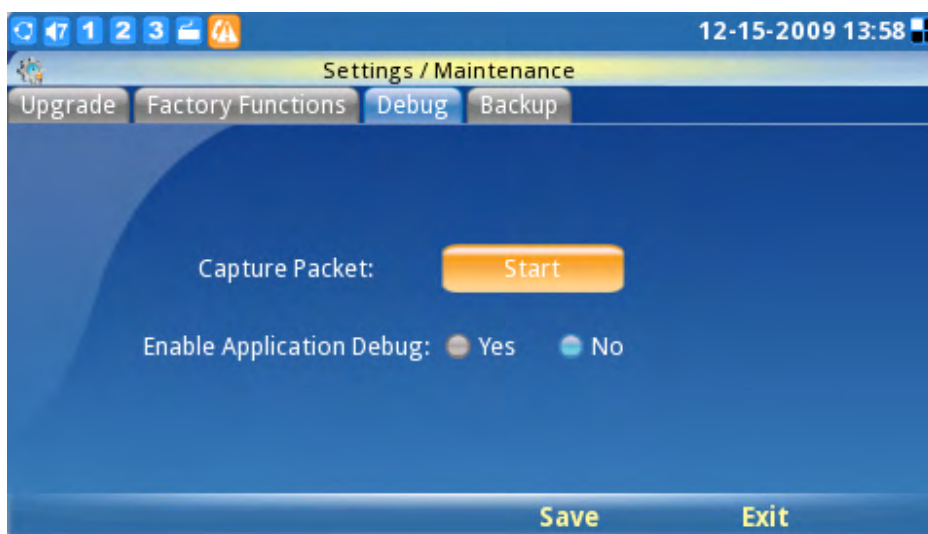 7 1 2 3 12-15-2009 13:58
Settings / Maintenance
Upgrade Factory Functions Debug Backup
Capture Packet: Start
Enable Application Debug: Yes No
Save Exit